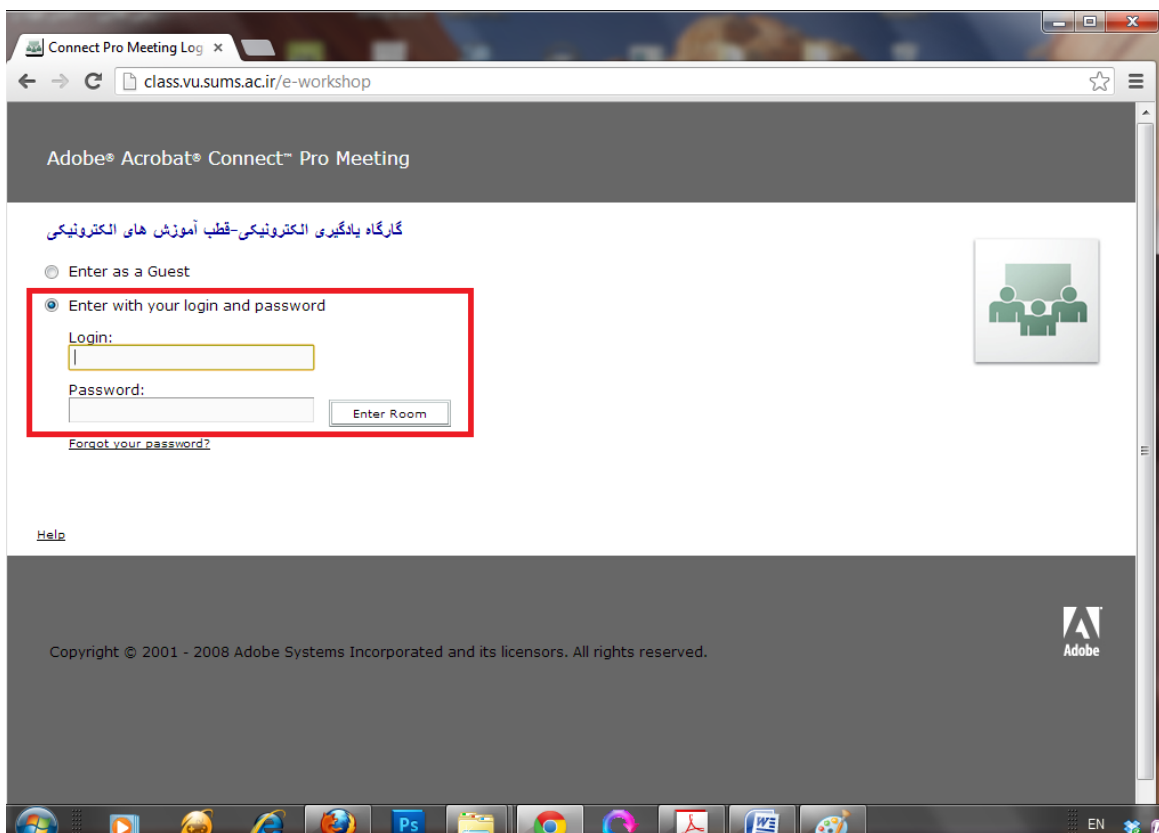 Connect Pro Meeting Log
class.vu.sums.ac.ir/e-workshop
Adobe® Acrobat® Connect™ Pro Meeting
گارگاه یادگیری الکترونیکی-قطب آموزش های الکترونیکی
Enter as a Guest
Enter with your login and password
Login:
Password:
Enter Room
Forgot your password?
Help
Copyright © 2001 - 2008 Adobe Systems Incorporated and its licensors. All rights reserved.
Adobe
Ps
EN